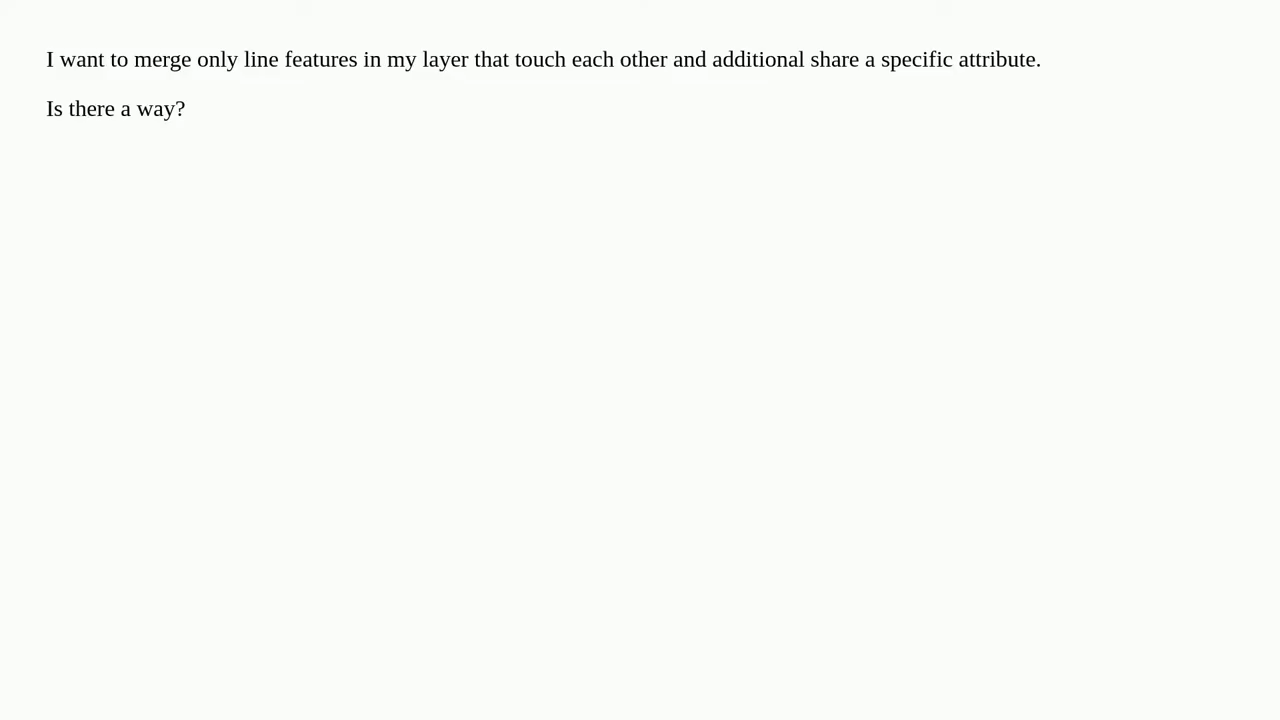 I want to merge only line features in my layer that touch each other and additional share a specific attribute.
Is there a way?